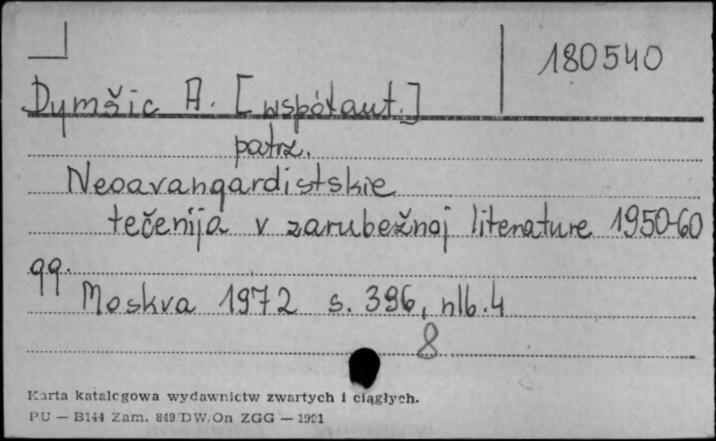 180540
Dymšic A. [współaut.]
patrz.
Neoavangardistskie
tečenija v zarubežnoj literature 1950-60
gg.
Moskva 1972 s. 396, nlb. 4
8
Karta katalogowa wydawnictw zwartych i ciągłych.
PU — B144 Zam. 849 DW.On ZGG — 1991